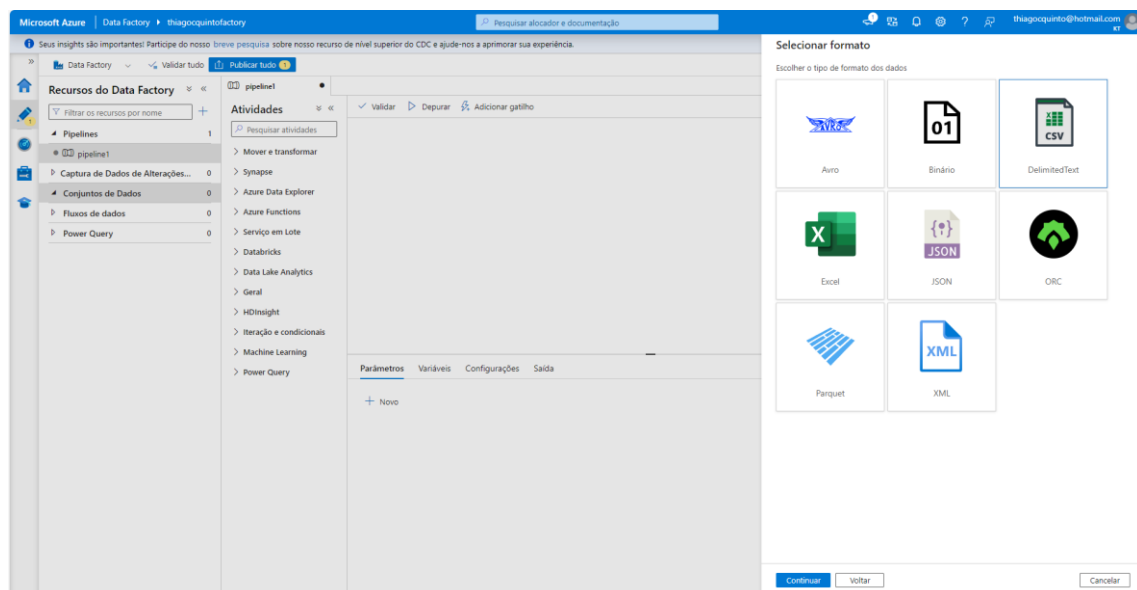 Microsoft Azure Data Factory thiagocquintofactory
Pesquisar alocador e documentação
1
thiagocquinto@hotmail.com
KT
Seus insights são importantes! Participe do nosso breve pesquisa sobre nosso recurso de nível superior do CDC e ajude-nos a aprimorar sua experiência.
Data Factory Validar tudo Publicar tudo 1
1
Recursos do Data Factory
Filtrar os recursos por nome
Pipelines 1
pipeline1
Captura de Dados de Alterações... 0
Conjuntos de Dados 0
Fluxos de dados 0
Power Query 0
pipeline1
Atividades
Pesquisar atividades
Mover e transformar
Synapse
Azure Data Explorer
Azure Functions
Serviço em Lote
Databricks
Data Lake Analytics
Geral
HDInsight
Iteração e condicionais
Machine Learning
Power Query
Validar Depurar Adicionar gatilho
Parâmetros Variáveis Configurações Saída
Novo
Selecionar formato
Escolher o tipo de formato dos dados
AVRO
Avro
01
Binário
CSV
DelimitedText
X
Excel
{;}
JSON
JSON
ORC
Parquet
XML
XML
Continuar Voltar Cancelar